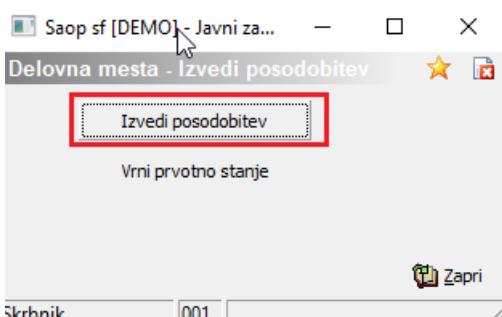 Saop sf [DEMO] - Javni za...
Delovna mesta - Izvedi posodobitev
Izvedi posodobitev
Vrni prvotno stanje
Zapri
Skrbnik 001